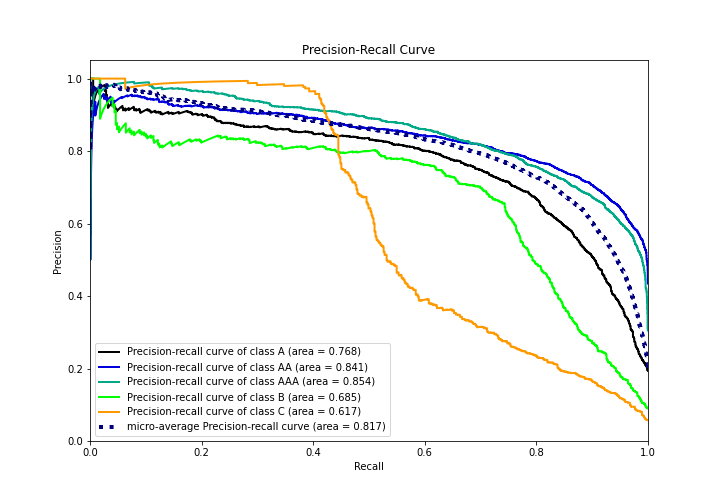 Precision-Recall Curve
1.0
0.8
0.6
0.4
0.2
0.0
Precision
Precision-recall curve of class A (area = 0.768)
Precision-recall curve of class AA (area = 0.841)
Precision-recall curve of class AAA (area = 0.854)
Precision-recall curve of class B (area = 0.685)
Precision-recall curve of class C (area = 0.617)
micro-average Precision-recall curve (area = 0.817)
0.0 0.2 0.4 0.6 0.8 1.0
Recall